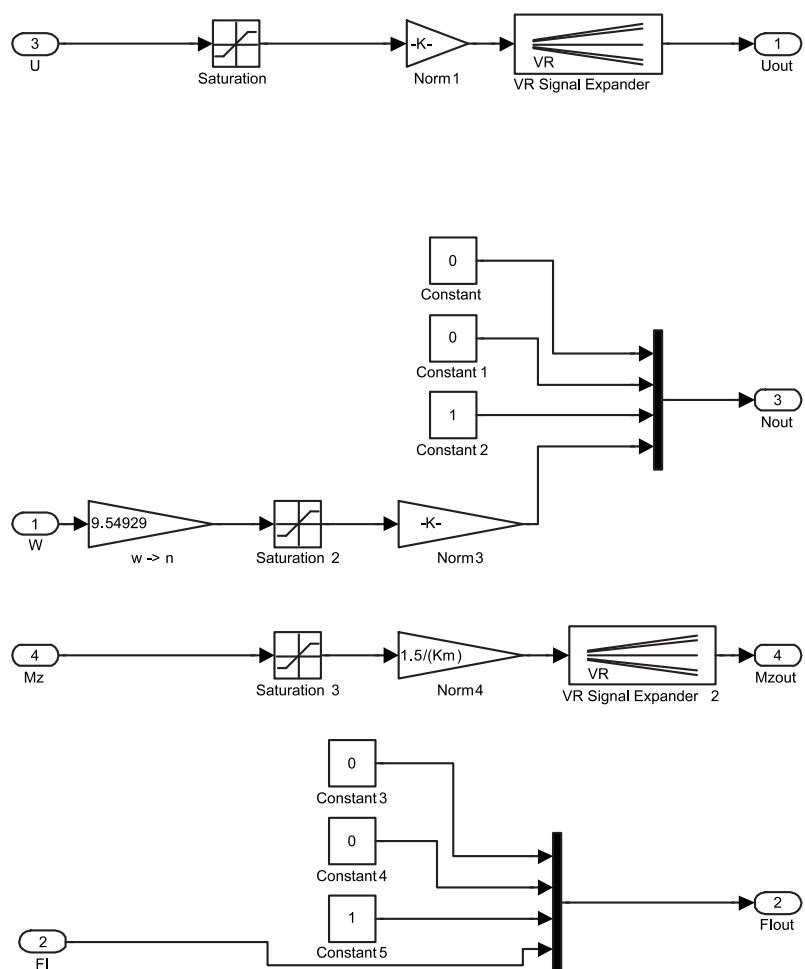 3
U
Saturation
-K-
Norm1
VR
VR Signal Expander
1
Uout
0
Constant
0
Constant 1
1
Constant 2
3
Nout
1
W
9.54929
w -> n
Saturation 2
-K-
Norm3
4
Mz
Saturation 3
1.5/(Km)
Norm4
VR
VR Signal Expander 2
4
Mzout
0
Constant 3
0
Constant 4
1
Constant 5
2
FI
2
FIout